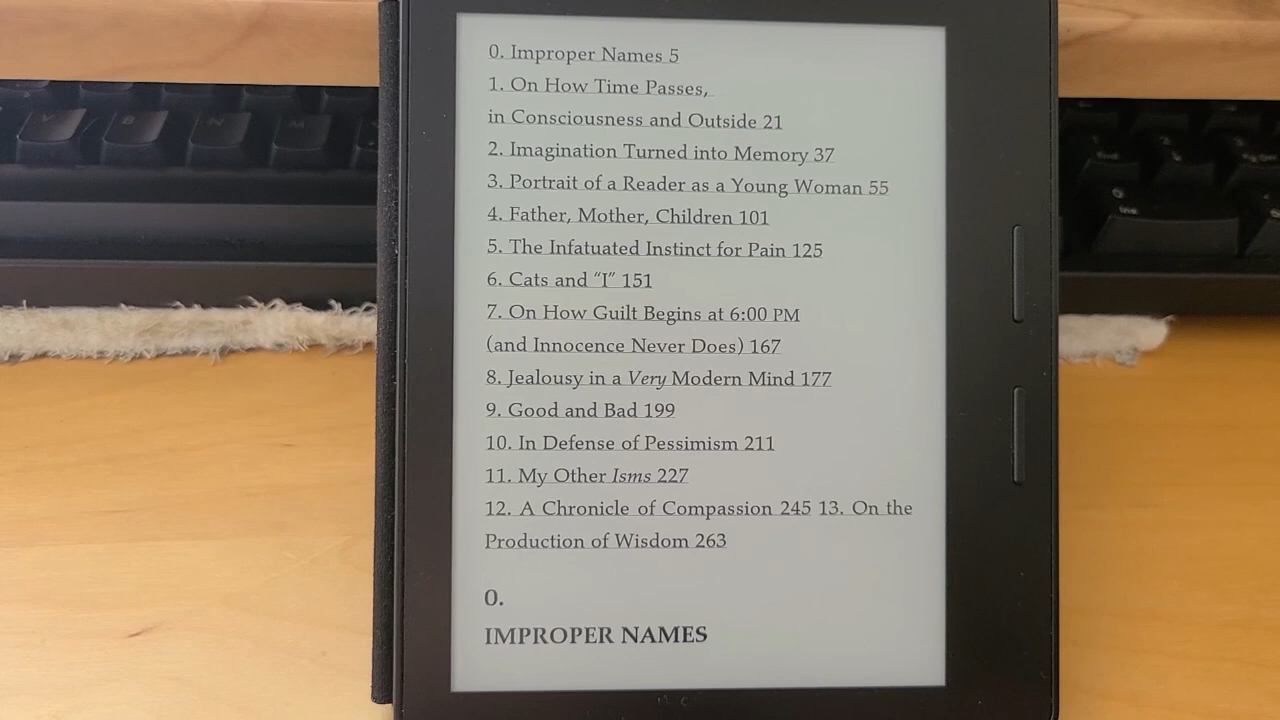 0. Improper Names 5
1. On How Time Passes,
in Consciousness and Outside 21
2. Imagination Turned into Memory 37
3. Portrait of a Reader as a Young Woman 55
4. Father, Mother, Children 101
5. The Infatuated Instinct for Pain 125
6. Cats and “I” 151
7. On How Guilt Begins at 6:00 PM
(and Innocence Never Does) 167
8. Jealousy in a Very Modern Mind 177
9. Good and Bad 199
10. In Defense of Pessimism 211
11. My Other Isms 227
12. A Chronicle of Compassion 245 13. On the
Production of Wisdom 263
0.
IMPROPER NAMES
V B N M